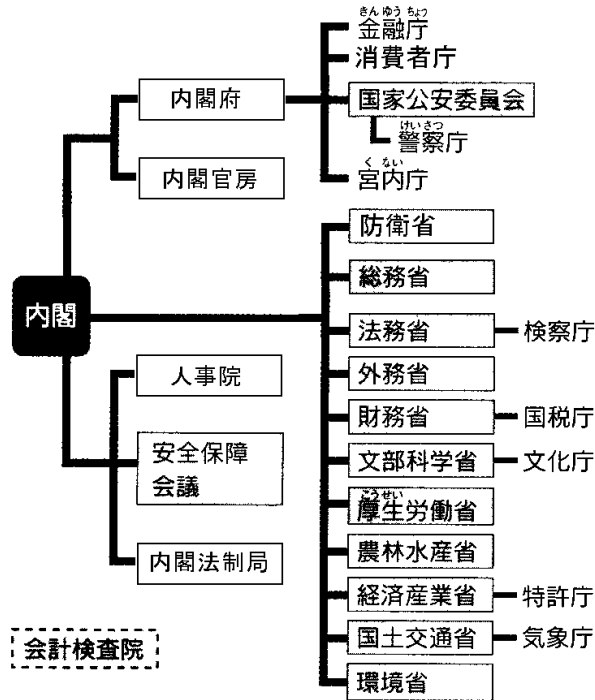 きんゆうちょう
金融庁
消費者庁
内閣府
国家公安委員会
けいさつ
警察庁
内閣官房
くない
宮内庁
防衛省
総務省
内閣
法務省 検察庁
人事院
外務省
財務省 国税庁
安全保障
会議
文部科学省 文化庁
こうせい
厚生労働省
内閣法制局
農林水産省
経済産業省 特許庁
会計検査院
国土交通省 気象庁
環境省